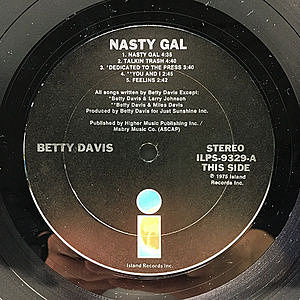 NASTY GAL
1. NASTY GAL 4:35
2. TALKIN TRASH 4:40
3. *DEDICATED TO THE PRESS 3:40
4. **YOU AND I 2:45
5. FEELINS 2:42
All songs written by Betty Davis Except:
*Betty Davis & Larry Johnson
**Betty Davis & Miles Davis
Produced by Betty Davis for Just Sunshine Inc.
Published by Higher Music Publishing Inc./
Mabry Music Co. (ASCAP)
BETTY DAVIS
STEREO
ILPS-9329-A
THIS SIDE
℗ 1975 Island
Records Inc.
i
Island Records Inc.